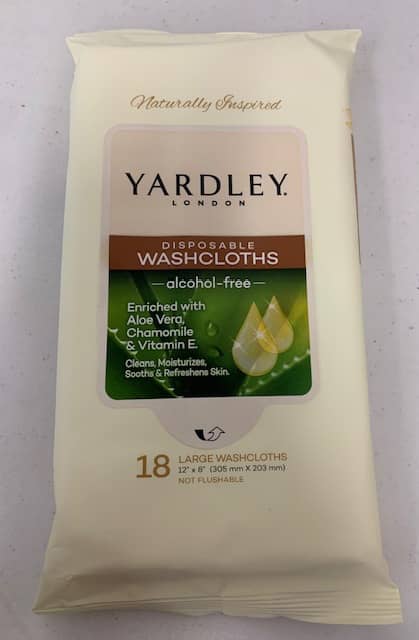 Naturally Inspired
YARDLEY.
LONDON
DISPOSABLE
WASHCLOTHS
alcohol-free
Enriched with
Aloe Vera,
Chamomile
& Vitamin E.
Cleans, Moisturizes,
Sooths & Refreshens Skin.
18 LARGE WASHCLOTHS
12" x 8" (305 mm X 203 mm)
NOT FLUSHABLE